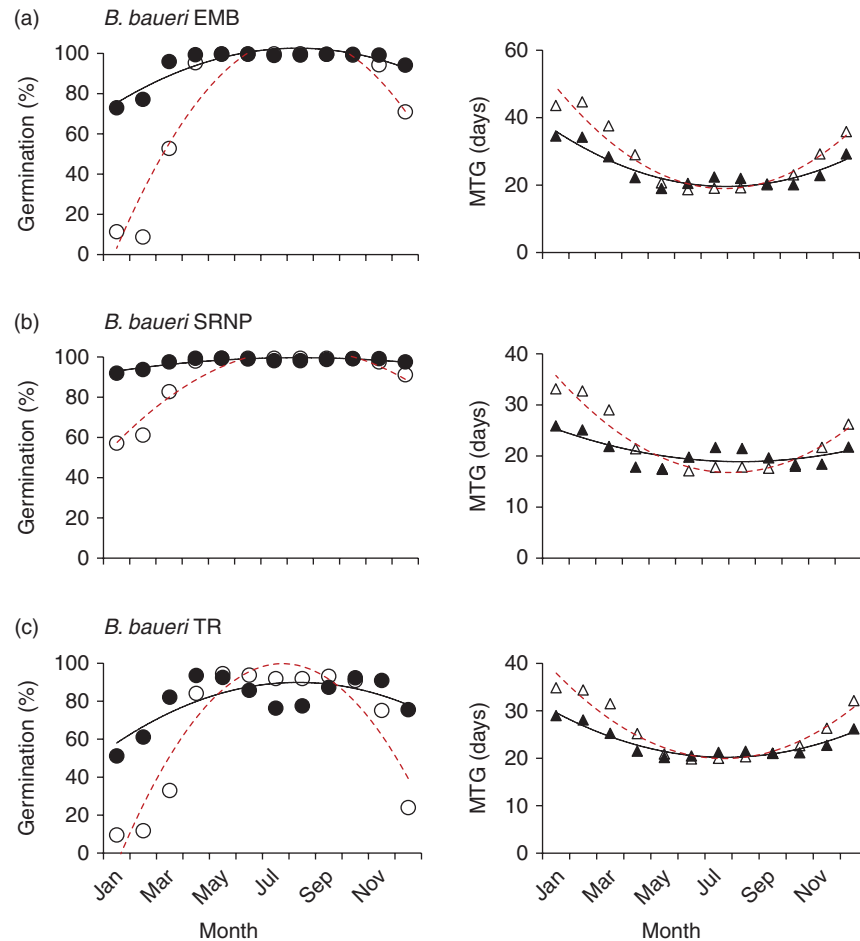 (a) B. baueri EMB
Germination (%)
100
80
60
40
20
0
MTG (days)
60
40
20
0
(b) B. baueri SRNP
Germination (%)
100
80
60
40
20
0
MTG (days)
40
30
20
10
0
(c) B. baueri TR
Germination (%)
100
80
60
40
20
0
Jan Mar May Jul Sep Nov
Month
MTG (days)
40
30
20
10
0
Jan Mar May Jul Sep Nov
Month